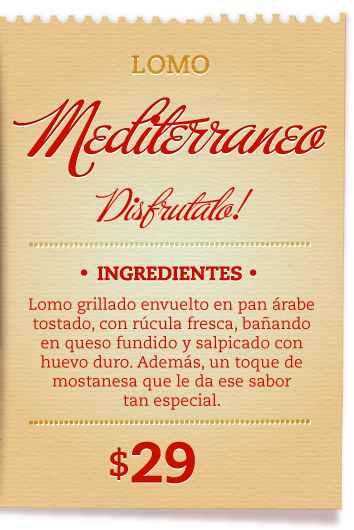 LOMO
Mediterraneo
Disfrutalo!
• INGREDIENTES •
Lomo grillado envuelto en pan árabe
tostado, con rúcula fresca, bañando
en queso fundido y salpicado con
huevo duro. Además, un toque de
mostanesa que le da ese sabor
tan especial.
$29